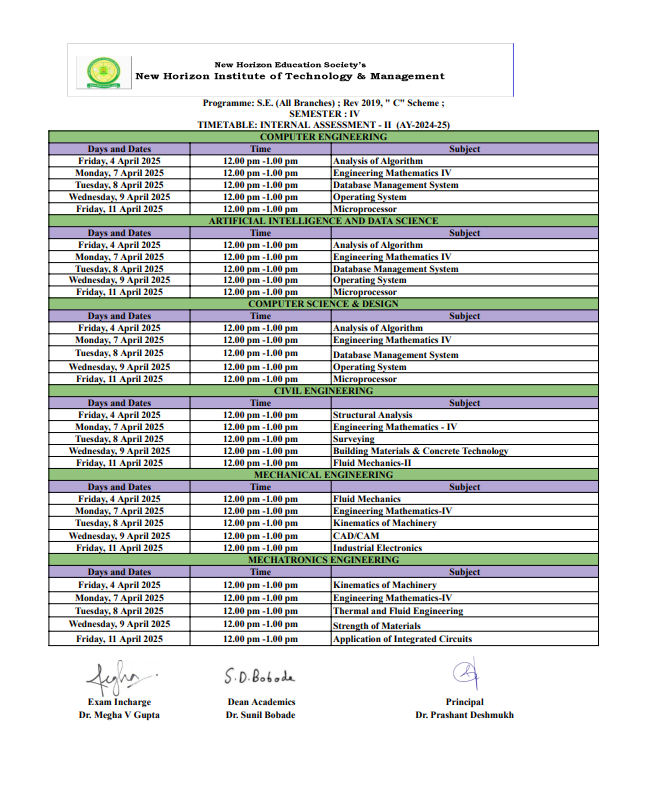 New Horizon Education Society's
New Horizon Institute of Technology & Management
Programme: S.E. (All Branches) ; Rev 2019, " C" Scheme ;
SEMESTER : IV
TIMETABLE: INTERNAL ASSESSMENT - II (AY-2024-25)
COMPUTER ENGINEERING
Days and Dates Time Subject
Friday, 4 April 2025 12.00 pm -1.00 pm Analysis of Algorithm
Monday, 7 April 2025 12.00 pm -1.00 pm Engineering Mathematics IV
Tuesday, 8 April 2025 12.00 pm -1.00 pm Database Management System
Wednesday, 9 April 2025 12.00 pm -1.00 pm Operating System
Friday, 11 April 2025 12.00 pm -1.00 pm Microprocessor
ARTIFICIAL INTELLIGENCE AND DATA SCIENCE
Days and Dates Time Subject
Friday, 4 April 2025 12.00 pm -1.00 pm Analysis of Algorithm
Monday, 7 April 2025 12.00 pm -1.00 pm Engineering Mathematics IV
Tuesday, 8 April 2025 12.00 pm -1.00 pm Database Management System
Wednesday, 9 April 2025 12.00 pm -1.00 pm Operating System
Friday, 11 April 2025 12.00 pm -1.00 pm Microprocessor
COMPUTER SCIENCE & DESIGN
Days and Dates Time Subject
Friday, 4 April 2025 12.00 pm -1.00 pm Analysis of Algorithm
Monday, 7 April 2025 12.00 pm -1.00 pm Engineering Mathematics IV
Tuesday, 8 April 2025 12.00 pm -1.00 pm Database Management System
Wednesday, 9 April 2025 12.00 pm -1.00 pm Operating System
Friday, 11 April 2025 12.00 pm -1.00 pm Microprocessor
CIVIL ENGINEERING
Days and Dates Time Subject
Friday, 4 April 2025 12.00 pm -1.00 pm Structural Analysis
Monday, 7 April 2025 12.00 pm -1.00 pm Engineering Mathematics - IV
Tuesday, 8 April 2025 12.00 pm -1.00 pm Surveying
Wednesday, 9 April 2025 12.00 pm -1.00 pm Building Materials & Concrete Technology
Friday, 11 April 2025 12.00 pm -1.00 pm Fluid Mechanics-II
MECHANICAL ENGINEERING
Days and Dates Time Subject
Friday, 4 April 2025 12.00 pm -1.00 pm Fluid Mechanics
Monday, 7 April 2025 12.00 pm -1.00 pm Engineering Mathematics-IV
Tuesday, 8 April 2025 12.00 pm -1.00 pm Kinematics of Machinery
Wednesday, 9 April 2025 12.00 pm -1.00 pm CAD/CAM
Friday, 11 April 2025 12.00 pm -1.00 pm Industrial Electronics
MECHATRONICS ENGINEERING
Days and Dates Time Subject
Friday, 4 April 2025 12.00 pm -1.00 pm Kinematics of Machinery
Monday, 7 April 2025 12.00 pm -1.00 pm Engineering Mathematics-IV
Tuesday, 8 April 2025 12.00 pm -1.00 pm Thermal and Fluid Engineering
Wednesday, 9 April 2025 12.00 pm -1.00 pm Strength of Materials
Friday, 11 April 2025 12.00 pm -1.00 pm Application of Integrated Circuits
S.D.Bobade
Exam Incharge Dean Academics Principal
Dr. Megha V Gupta Dr. Sunil Bobade Dr. Prashant Deshmukh